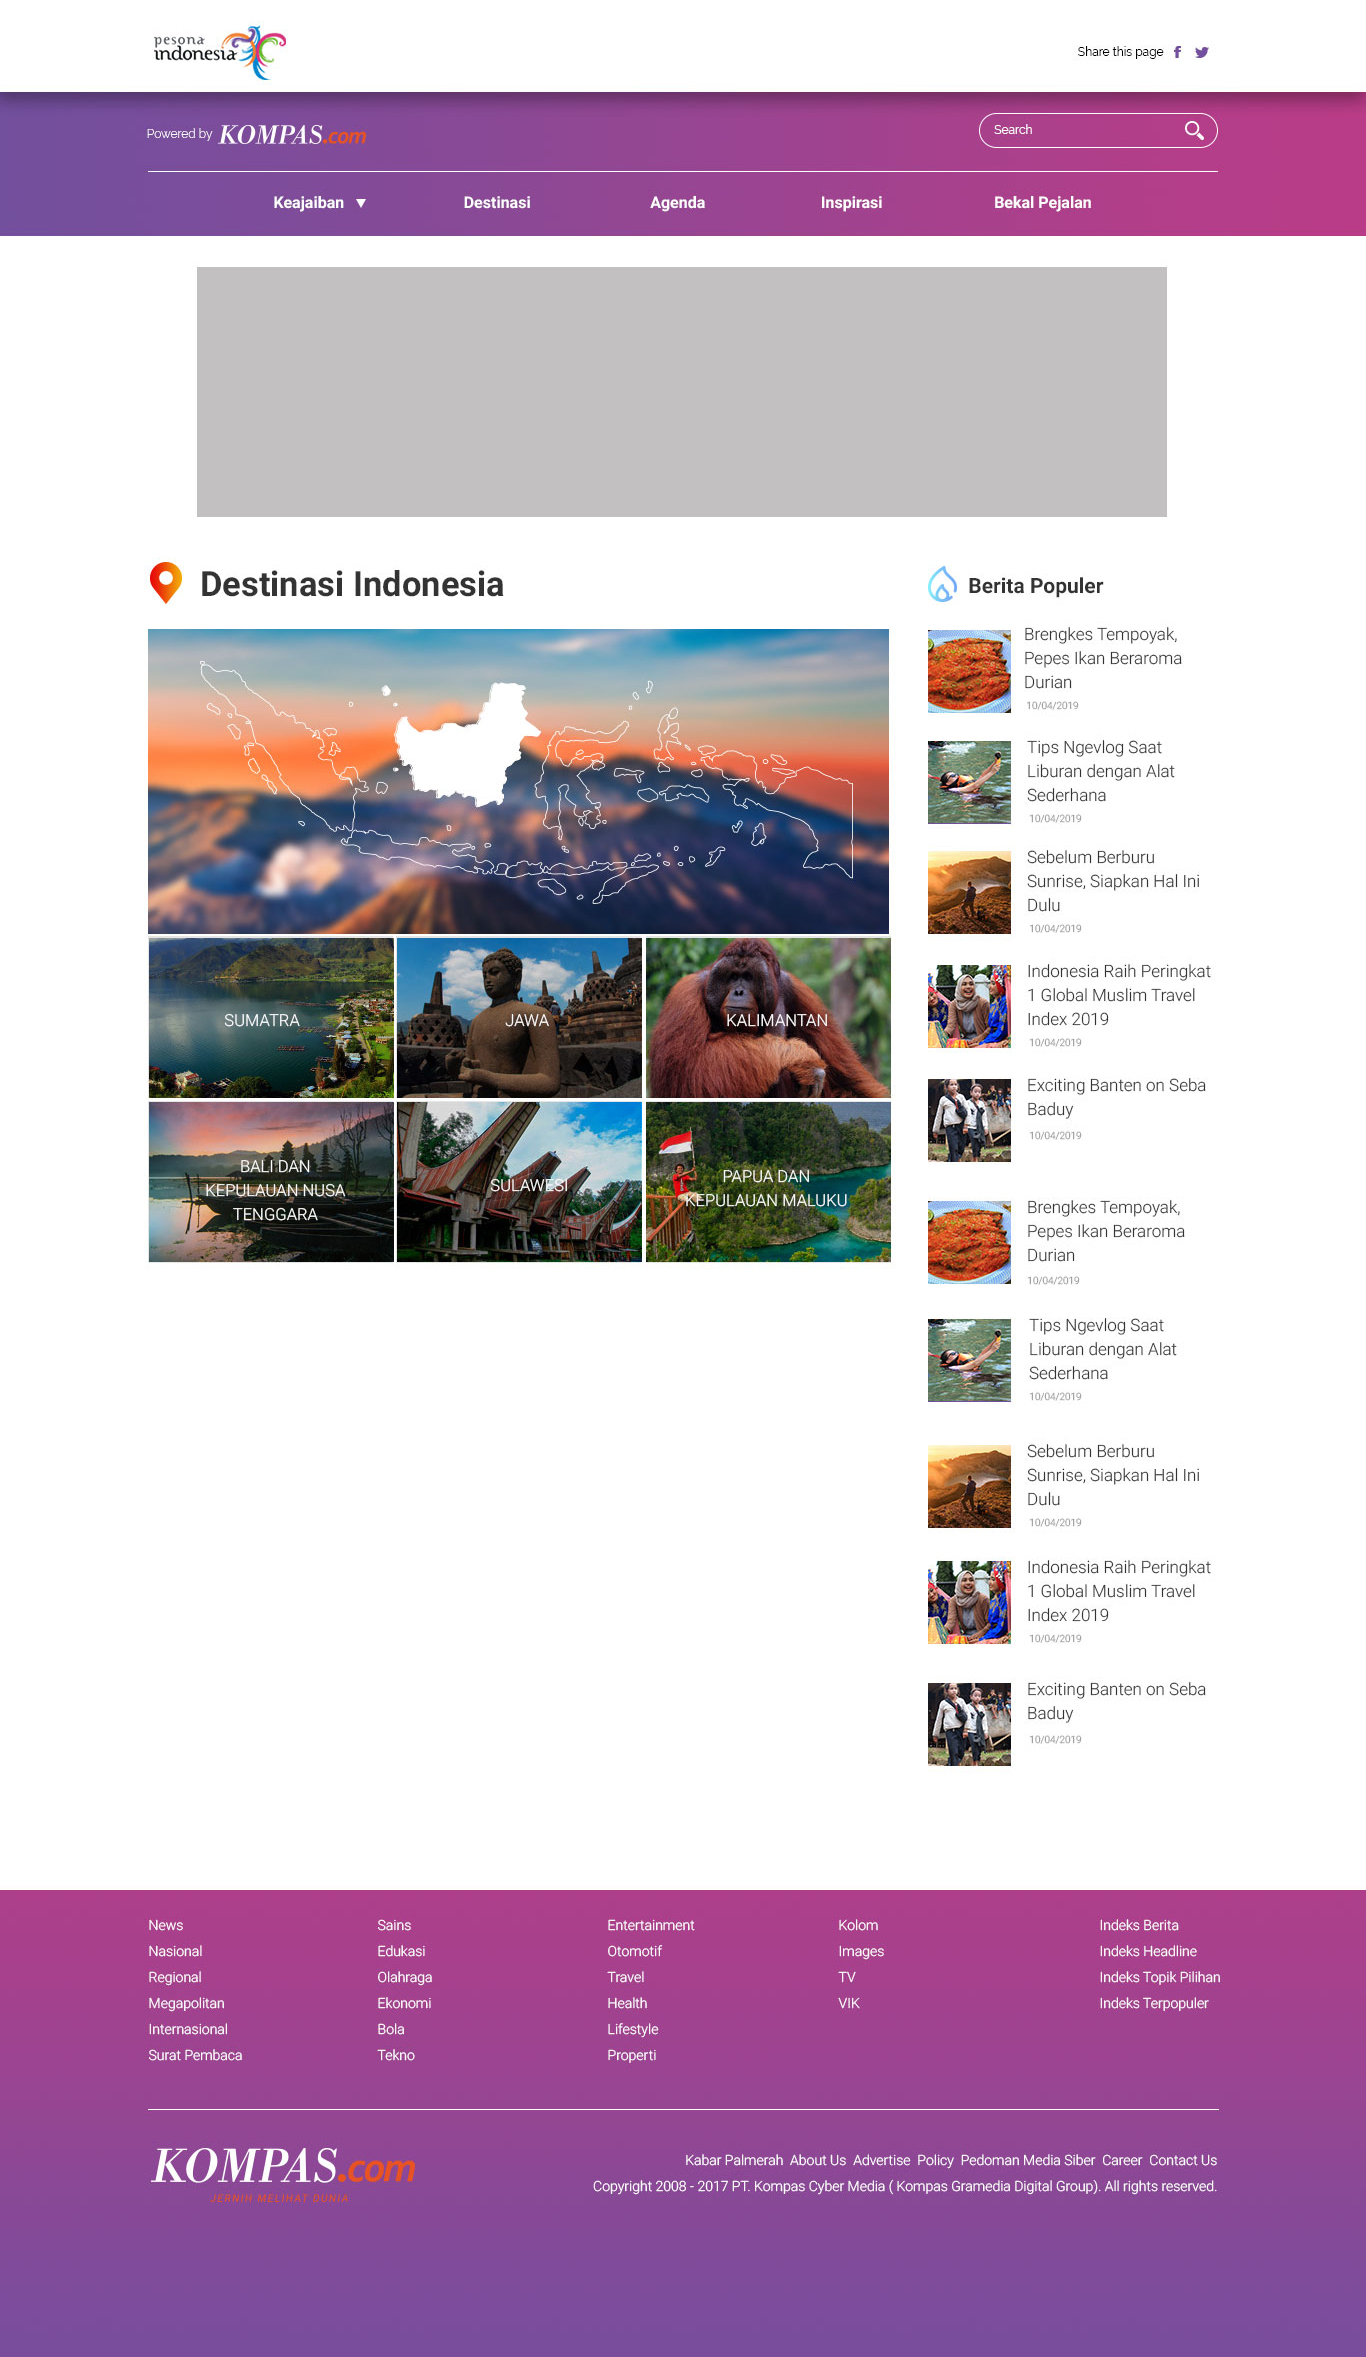 pesona
indonesia
Share this page
Powered by KOMPAS.com
Search
Keajaiban ▼ Destinasi Agenda Inspirasi Bekal Pejalan
Destinasi Indonesia
SUMATRA
JAWA
KALIMANTAN
BALI DAN
KEPULAUAN NUSA
TENGGARA
SULAWESI
PAPUA DAN
KEPULAUAN MALUKU
Berita Populer
Brengkes Tempoyak,
Pepes Ikan Beraroma
Durian
10/04/2019
Tips Ngevlog Saat
Liburan dengan Alat
Sederhana
10/04/2019
Sebelum Berburu
Sunrise, Siapkan Hal Ini
Dulu
10/04/2019
Indonesia Raih Peringkat
1 Global Muslim Travel
Index 2019
10/04/2019
Exciting Banten on Seba
Baduy
10/04/2019
Brengkes Tempoyak,
Pepes Ikan Beraroma
Durian
10/04/2019
Tips Ngevlog Saat
Liburan dengan Alat
Sederhana
10/04/2019
Sebelum Berburu
Sunrise, Siapkan Hal Ini
Dulu
10/04/2019
Indonesia Raih Peringkat
1 Global Muslim Travel
Index 2019
10/04/2019
Exciting Banten on Seba
Baduy
10/04/2019
News
Nasional
Regional
Megapolitan
Internasional
Surat Pembaca
Sains
Edukasi
Olahraga
Ekonomi
Bola
Tekno
Entertainment
Otomotif
Travel
Health
Lifestyle
Properti
Kolom
Images
TV
VIK
Indeks Berita
Indeks Headline
Indeks Topik Pilihan
Indeks Terpopuler
KOMPAS.com
JERNIH MELIHAT DUNIA
Kabar Palmerah About Us Advertise Policy Pedoman Media Siber Career Contact Us
Copyright 2008 - 2017 PT. Kompas Cyber Media ( Kompas Gramedia Digital Group). All rights reserved.